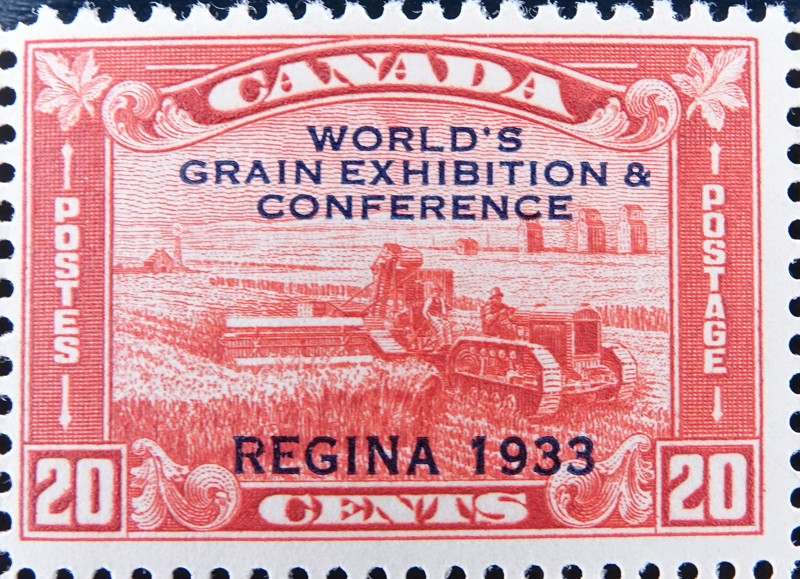 CANADA
WORLD'S
GRAIN EXHIBITION &
CONFERENCE
POSTES
POSTAGE
REGINA 1933
20 CENTS 20